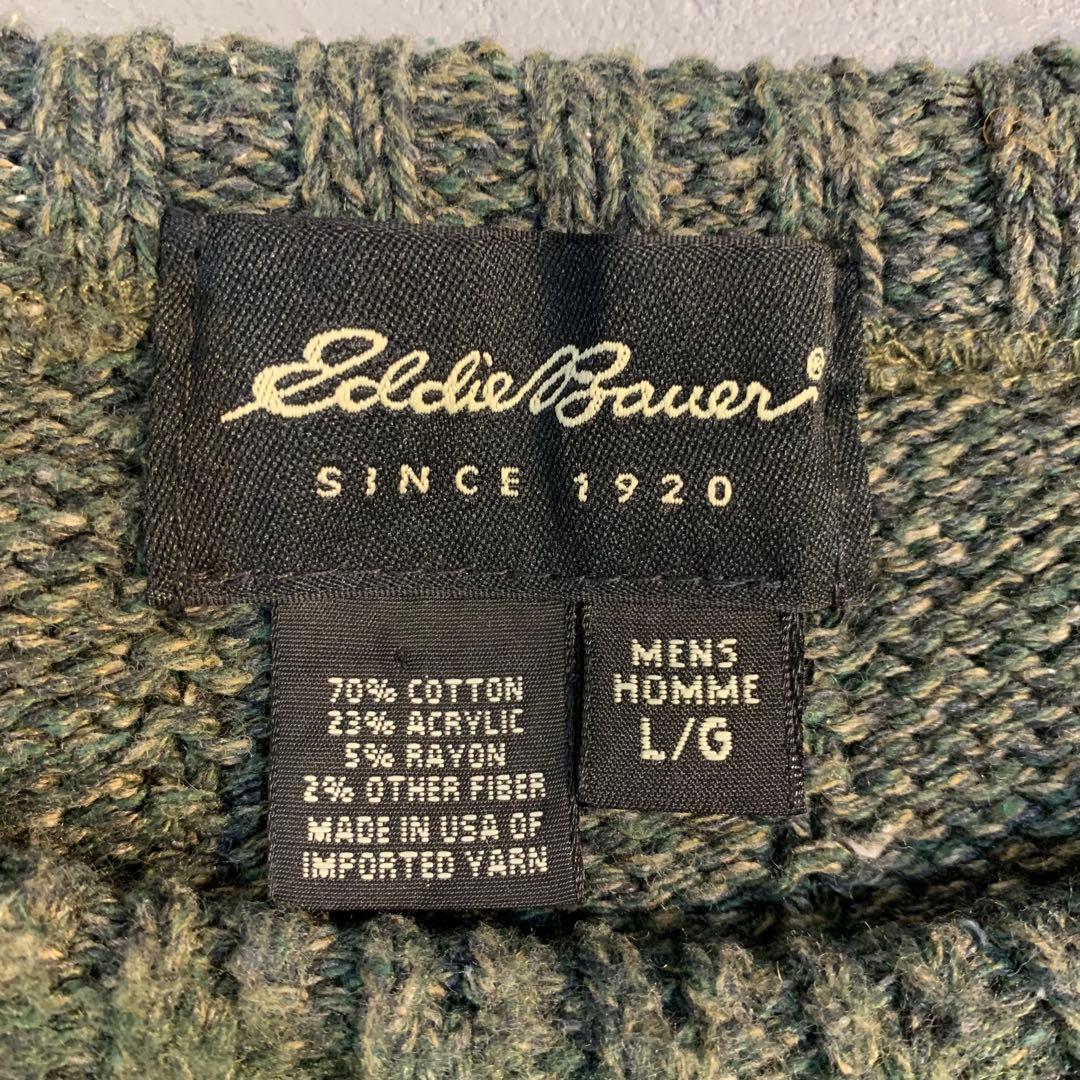 Eddie Bauer®
SINCE 1920
70% COTTON
23% ACRYLIC
5% RAYON
2% OTHER FIBER
MADE IN USA OF
IMPORTED YARN
MENS
HOMME
L/G